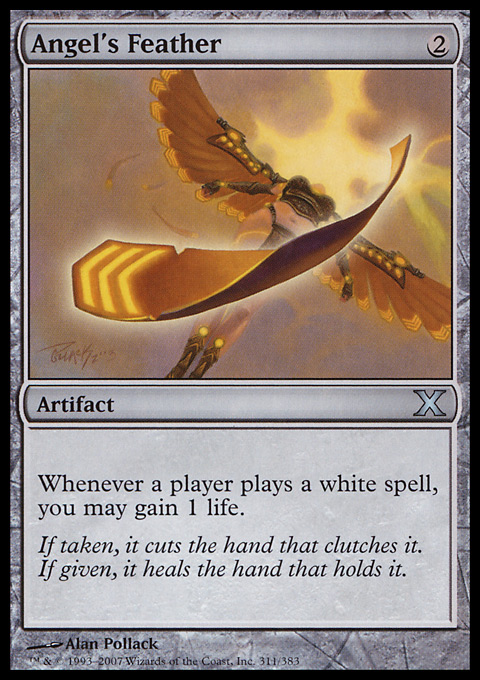 Angel's Feather 2
Artifact X
Whenever a player plays a white spell,
you may gain 1 life.
If taken, it cuts the hand that clutches it.
If given, it heals the hand that holds it.
Alan Pollack
™ & © 1993–2007 Wizards of the Coast, Inc. 311/383